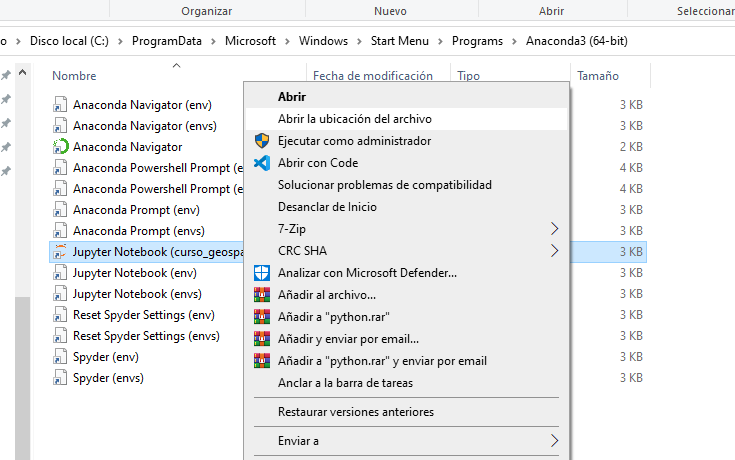 Organizar Nuevo Abrir Seleccionar
Disco local (C:) ProgramData Microsoft Windows Start Menu Programs Anaconda3 (64-bit)
Nombre Fecha de modificación Tipo Tamaño
Anaconda Navigator (env) 3 KB
Anaconda Navigator (envs) 3 KB
Anaconda Navigator 2 KB
Anaconda Powershell Prompt (e 4 KB
Anaconda Powershell Prompt (e 4 KB
Anaconda Prompt (env) 3 KB
Anaconda Prompt (envs) 3 KB
Jupyter Notebook (curso_geospa 3 KB
Jupyter Notebook (env) 3 KB
Jupyter Notebook (envs) 3 KB
Reset Spyder Settings (env) 3 KB
Reset Spyder Settings (envs) 3 KB
Spyder (env) 3 KB
Spyder (envs) 3 KB
Abrir
Abrir la ubicación del archivo
Ejecutar como administrador
Abrir con Code
Solucionar problemas de compatibilidad
Desanclar de Inicio
7-Zip
CRC SHA
Analizar con Microsoft Defender...
Añadir al archivo...
Añadir a "python.rar"
Añadir y enviar por email...
Añadir a "python.rar" y enviar por email
Anclar a la barra de tareas
Restaurar versiones anteriores
Enviar a